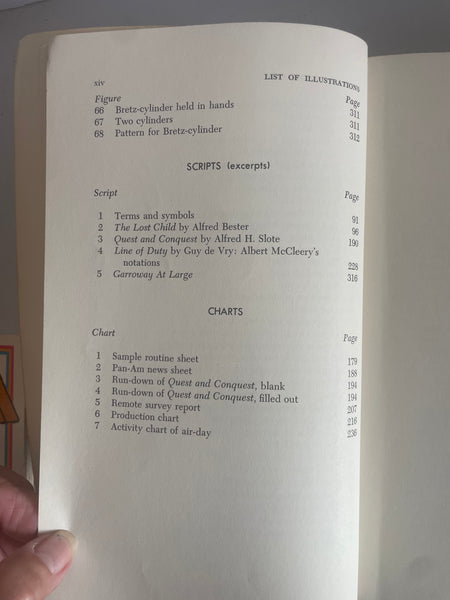 xiv LIST OF ILLUSTRATIONS
Figure Page
66 Bretz-cylinder held in hands 311
67 Two cylinders 311
68 Pattern for Bretz-cylinder 312
SCRIPTS (excerpts)
Script Page
1 Terms and symbols 91
2 The Lost Child by Alfred Bester 96
3 Quest and Conquest by Alfred H. Slote 190
4 Line of Duty by Guy de Vry: Albert McCleery's
notations 228
5 Garroway At Large 316
CHARTS
Chart Page
1 Sample routine sheet 179
2 Pan-Am news sheet 188
3 Run-down of Quest and Conquest, blank 194
4 Run-down of Quest and Conquest, filled out 194
5 Remote survey report 207
6 Production chart 216
7 Activity chart of air-day 236